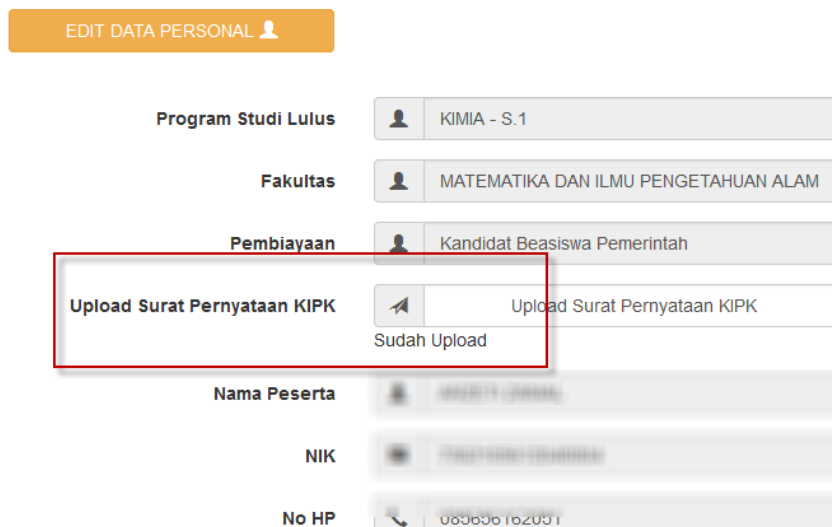 EDIT DATA PERSONAL
Program Studi Lulus KIMIA - S.1
Fakultas MATEMATIKA DAN ILMU PENGETAHUAN ALAM
Pembiayaan Kandidat Beasiswa Pemerintah
Upload Surat Pernyataan KIPK Upload Surat Pernyataan KIPK
Sudah Upload
Nama Peserta
NIK
No HP